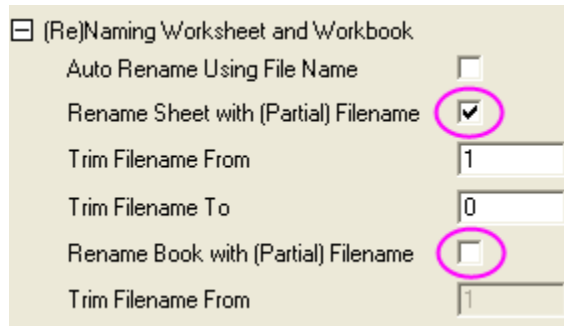 (Re)Naming Worksheet and Workbook
Auto Rename Using File Name
Rename Sheet with (Partial) Filename
Trim Filename From 1
Trim Filename To 0
Rename Book with (Partial) Filename
Trim Filename From 1